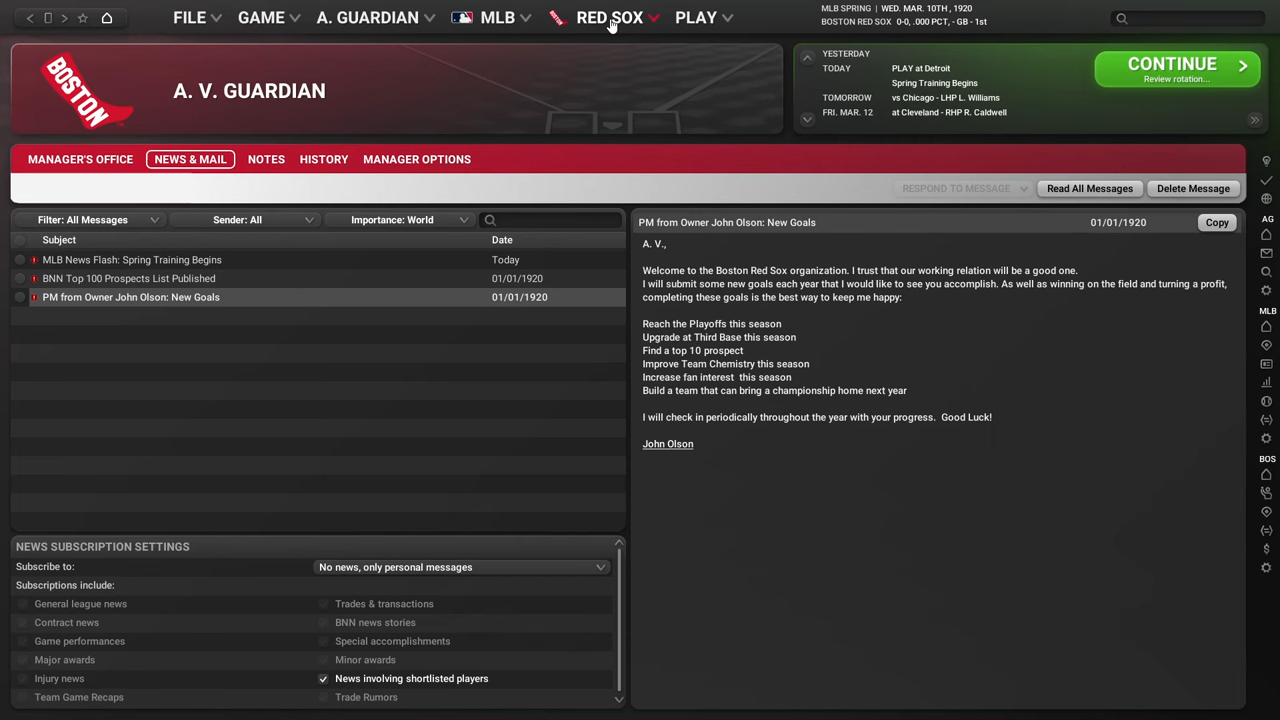 FILE GAME A. GUARDIAN MLB RED SOX PLAY
MLB SPRING | WED. MAR. 10TH , 1920
BOSTON RED SOX 0-0, .000 PCT, - GB - 1st
BOSTON
A. V. GUARDIAN
YESTERDAY
TODAY PLAY at Detroit
Spring Training Begins
TOMORROW vs Chicago - LHP L. Williams
FRI. MAR. 12 at Cleveland - RHP R. Caldwell
CONTINUE
Review rotation...
MANAGER'S OFFICE NEWS & MAIL NOTES HISTORY MANAGER OPTIONS
RESPOND TO MESSAGE Read All Messages Delete Message
Filter: All Messages Sender: All Importance: World
Subject Date
MLB News Flash: Spring Training Begins Today
BNN Top 100 Prospects List Published 01/01/1920
PM from Owner John Olson: New Goals 01/01/1920
PM from Owner John Olson: New Goals 01/01/1920 Copy
A. V.,
Welcome to the Boston Red Sox organization. I trust that our working relation will be a good one.
I will submit some new goals each year that I would like to see you accomplish. As well as winning on the field and turning a profit,
completing these goals is the best way to keep me happy:
Reach the Playoffs this season
Upgrade at Third Base this season
Find a top 10 prospect
Improve Team Chemistry this season
Increase fan interest this season
Build a team that can bring a championship home next year
I will check in periodically throughout the year with your progress. Good Luck!
John Olson
NEWS SUBSCRIPTION SETTINGS
Subscribe to: No news, only personal messages
Subscriptions include:
General league news Trades & transactions
Contract news BNN news stories
Game performances Special accomplishments
Major awards Minor awards
Injury news News involving shortlisted players
Team Game Recaps Trade Rumors
AG
MLB
BOS